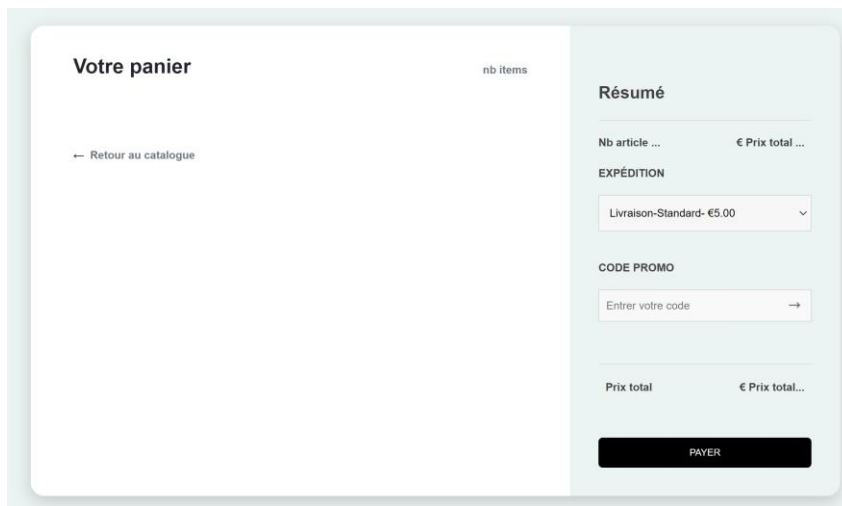 Votre panier
nb items
← Retour au catalogue
Résumé
Nb article ... € Prix total ...
EXPÉDITION
Livraison-Standard- €5.00
CODE PROMO
Entrer votre code →
Prix total € Prix total...
PAYER